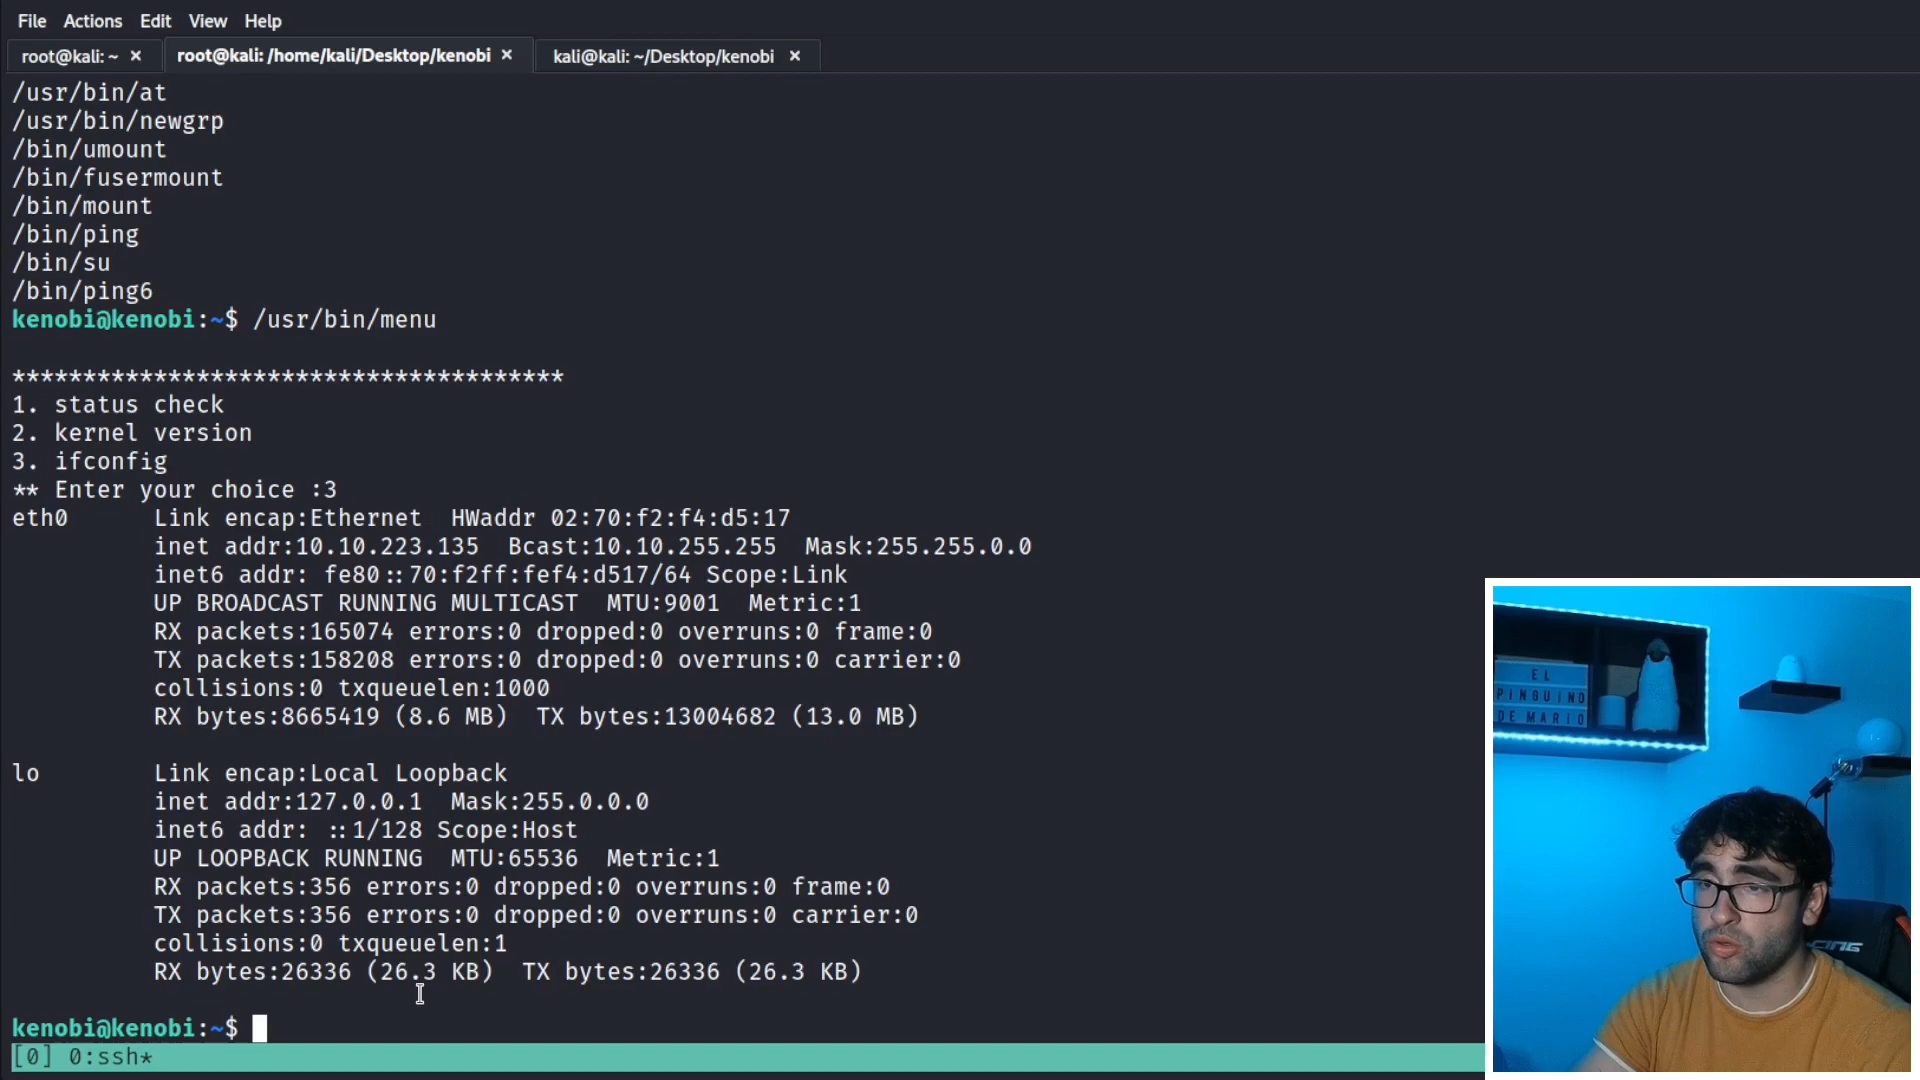 File Actions Edit View Help
root@kali: ~ × root@kali: /home/kali/Desktop/kenobi × kali@kali: ~/Desktop/kenobi ×
/usr/bin/at
/usr/bin/newgrp
/bin/umount
/bin/fusermount
/bin/mount
/bin/ping
/bin/su
/bin/ping6
kenobi@kenobi:~$ /usr/bin/menu
***************************************
1. status check
2. kernel version
3. ifconfig
** Enter your choice :3
eth0      Link encap:Ethernet  HWaddr 02:70:f2:f4:d5:17
          inet addr:10.10.223.135  Bcast:10.10.255.255  Mask:255.255.0.0
          inet6 addr: fe80::70:f2ff:fef4:d517/64 Scope:Link
          UP BROADCAST RUNNING MULTICAST  MTU:9001  Metric:1
          RX packets:165074 errors:0 dropped:0 overruns:0 frame:0
          TX packets:158208 errors:0 dropped:0 overruns:0 carrier:0
          collisions:0 txqueuelen:1000
          RX bytes:8665419 (8.6 MB)  TX bytes:13004682 (13.0 MB)
lo        Link encap:Local Loopback
          inet addr:127.0.0.1  Mask:255.0.0.0
          inet6 addr: ::1/128 Scope:Host
          UP LOOPBACK RUNNING  MTU:65536  Metric:1
          RX packets:356 errors:0 dropped:0 overruns:0 frame:0
          TX packets:356 errors:0 dropped:0 overruns:0 carrier:0
          collisions:0 txqueuelen:1
          RX bytes:26336 (26.3 KB)  TX bytes:26336 (26.3 KB)
kenobi@kenobi:~$
[0] 0:ssh*
EL
PINGUINO
DE MARIO